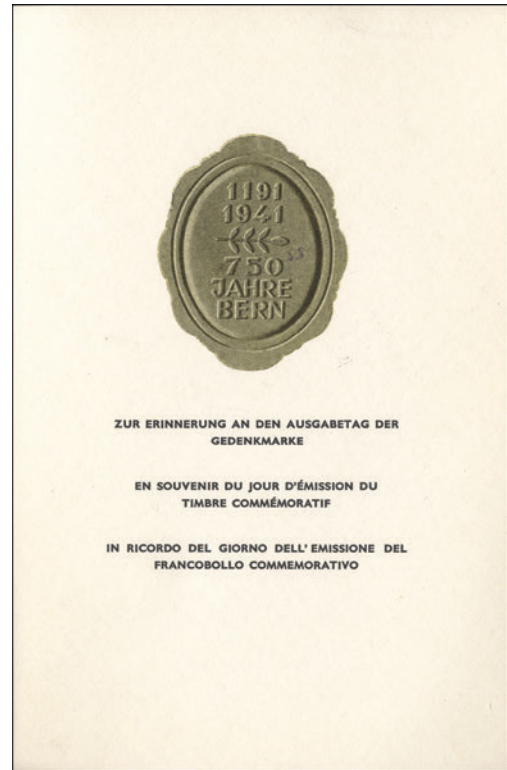 1191
1941
750
JAHRE
BERN
ZUR ERINNERUNG AN DEN AUSGABETAG DER
GEDENKMARKE
EN SOUVENIR DU JOUR D'ÉMISSION DU
TIMBRE COMMÉMORATIF
IN RICORDO DEL GIORNO DELL' EMISSIONE DEL
FRANCOBOLLO COMMEMORATIVO